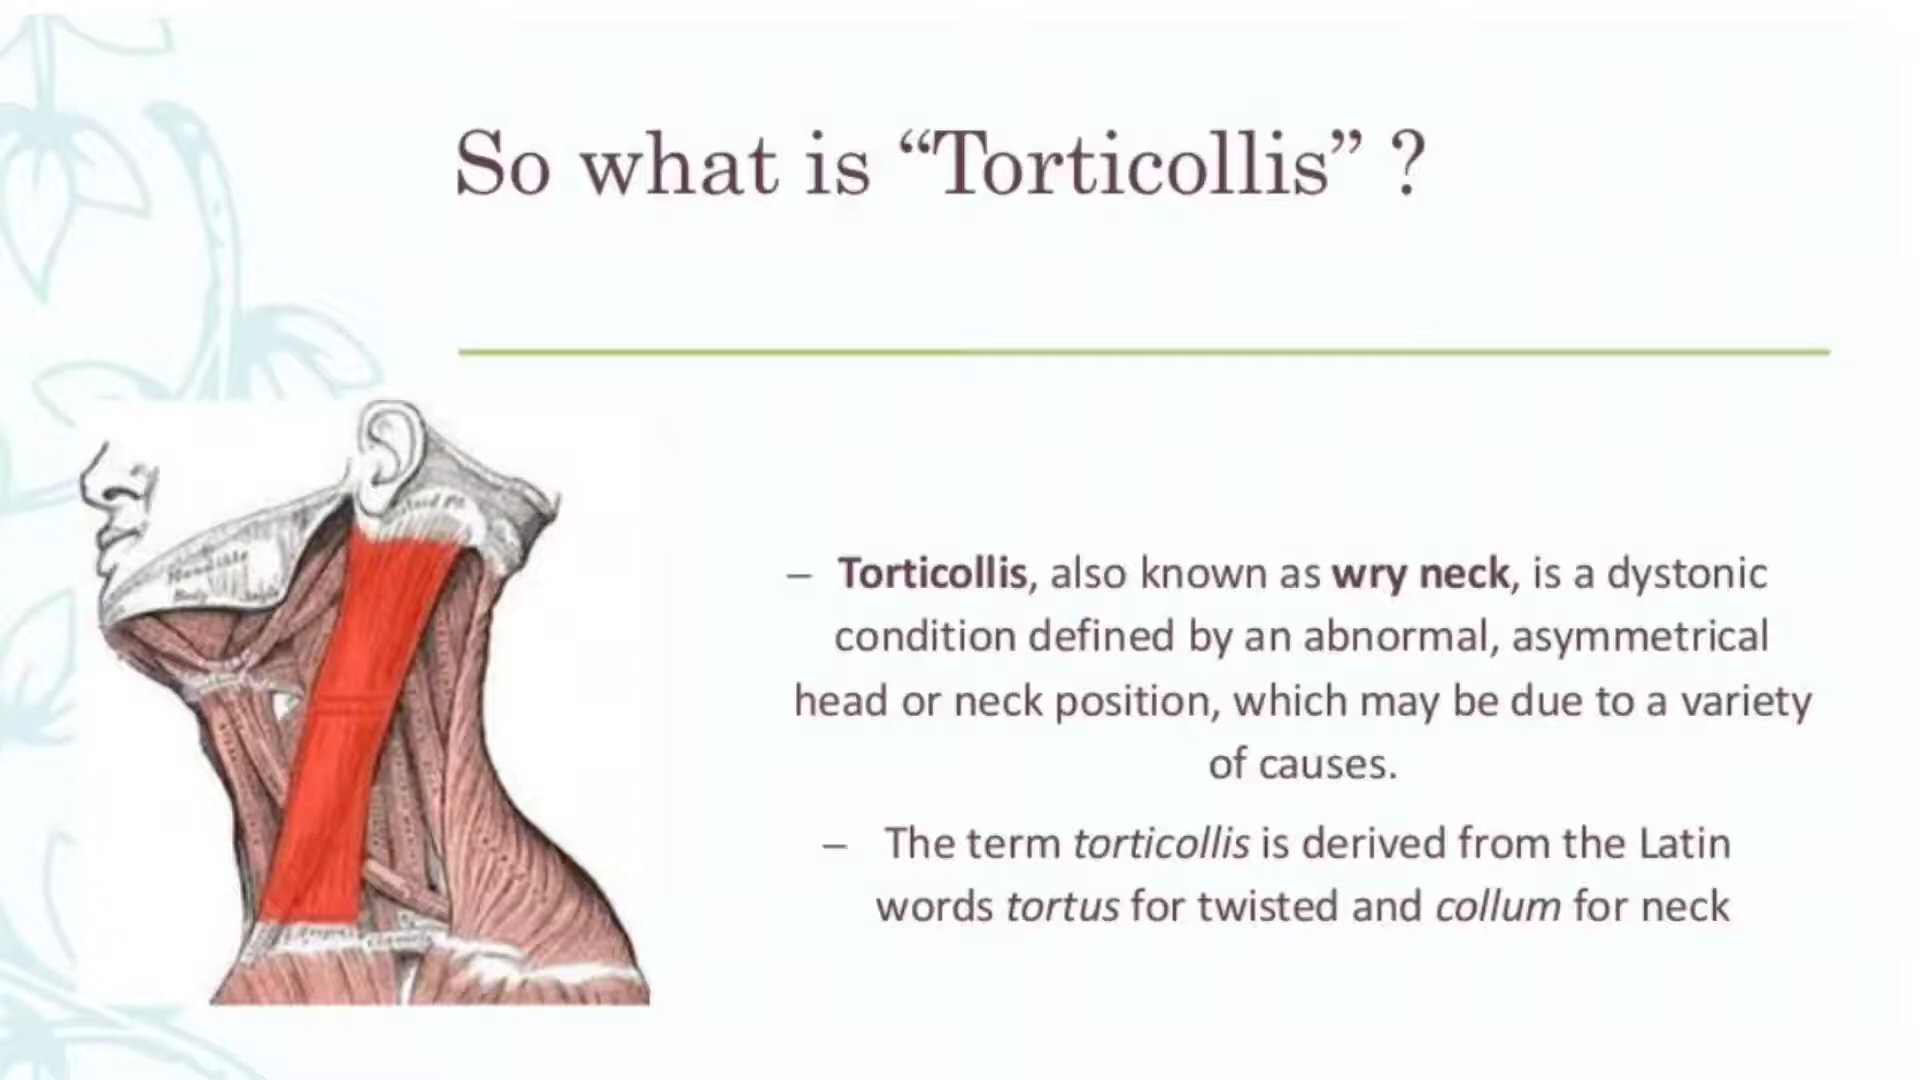 So what is “Torticollis” ?
Mandible
Body
– Torticollis, also known as wry neck, is a dystonic
condition defined by an abnormal, asymmetrical
head or neck position, which may be due to a variety
of causes.
– The term torticollis is derived from the Latin
words tortus for twisted and collum for neck